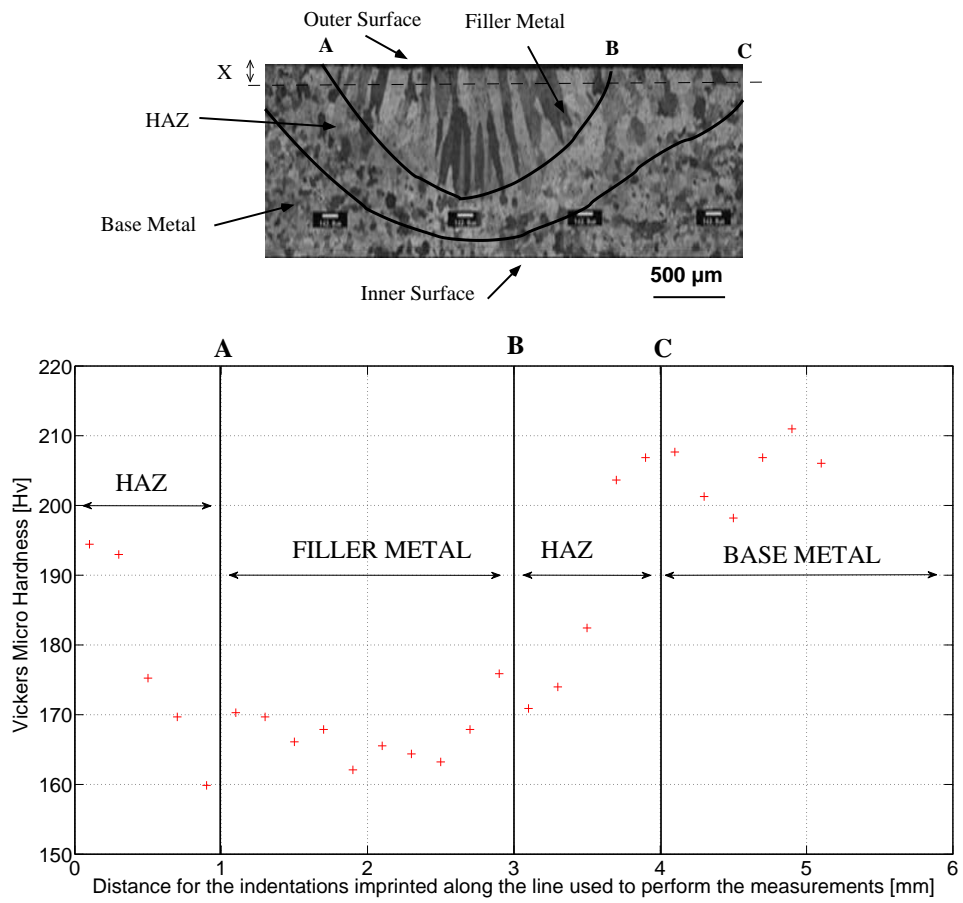 Outer Surface
Filler Metal
A
B
C
X
HAZ
Base Metal
500 µm
Inner Surface
A
B
C
220
210
200
190
180
170
160
150
HAZ
FILLER METAL
HAZ
BASE METAL
Vickers Micro Hardness [Hv]
0 1 2 3 4 5 6
Distance for the indentations imprinted along the line used to perform the measurements [mm]